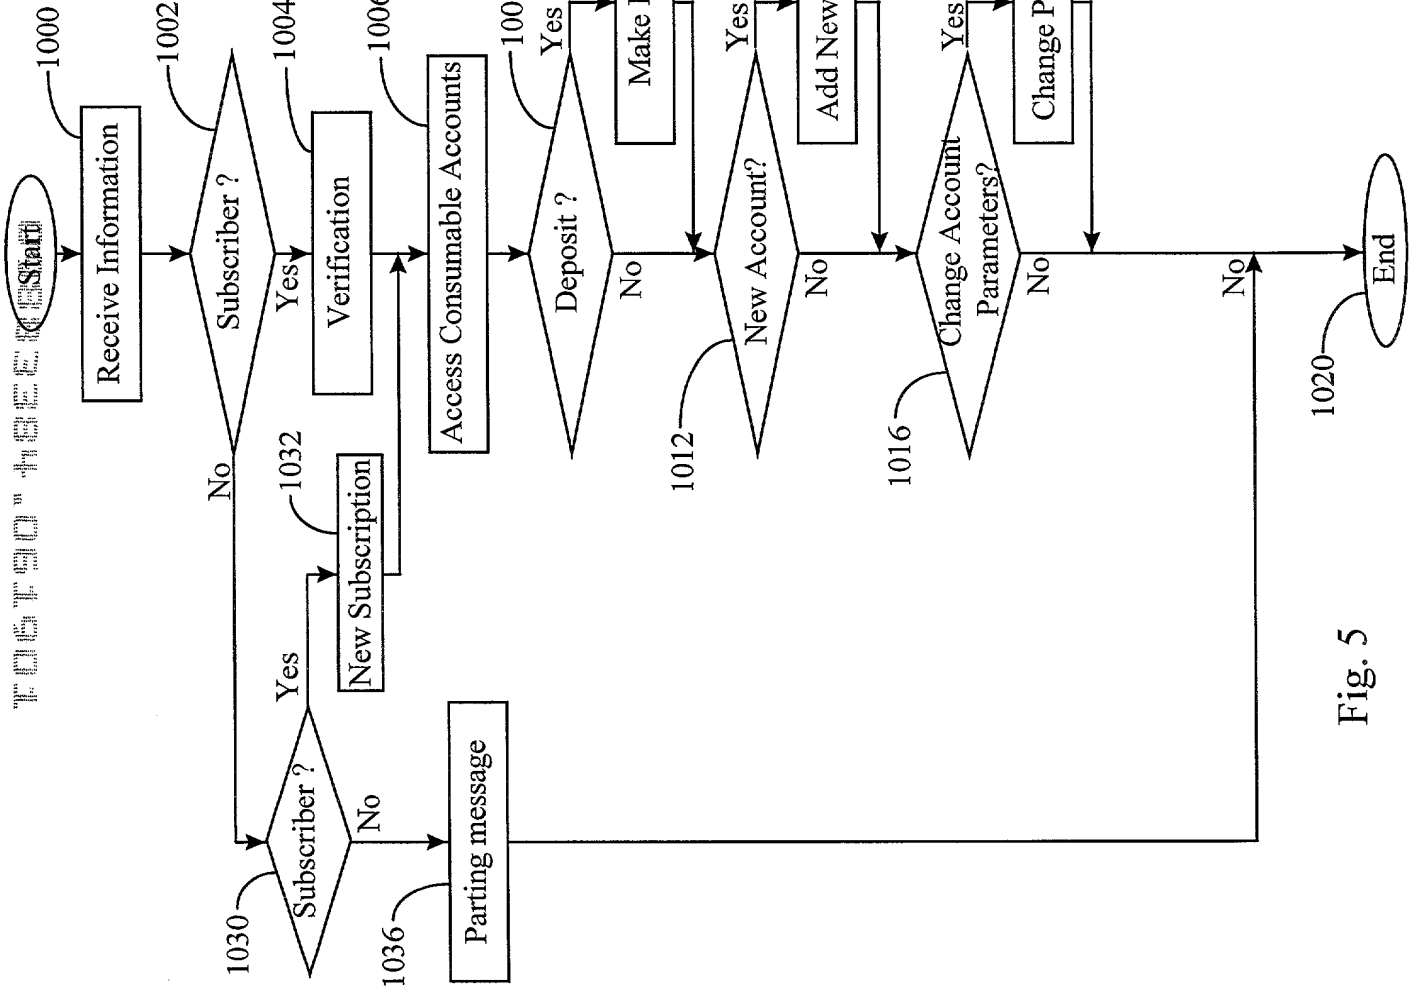 Start
1000
Receive Information
1002
Subscriber ?
Yes
No
1004
Verification
1006
Access Consumable Accounts
100
Deposit ?
Yes
No
Make
1012
New Account?
Yes
No
Add New
1016
Change Account
Parameters?
Yes
No
Change P
1030
Subscriber ?
Yes
No
1032
New Subscription
1036
Parting message
No
1020
End
Fig. 5